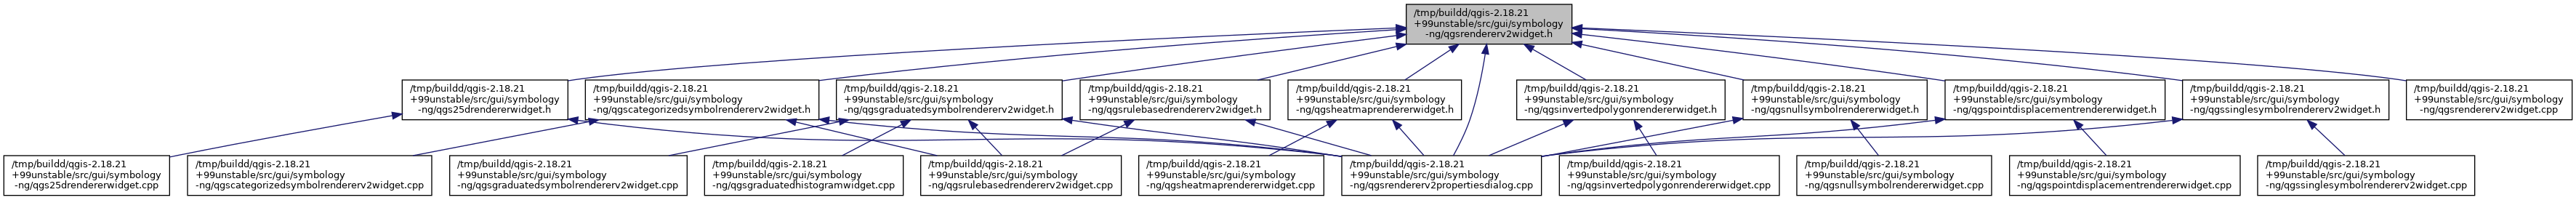 /tmp/buildd/qgis-2.18.21
+99unstable/src/gui/symbology
-ng/qgsrendererv2widget.h
/tmp/buildd/qgis-2.18.21
+99unstable/src/gui/symbology
-ng/qgs25drendererwidget.h
/tmp/buildd/qgis-2.18.21
+99unstable/src/gui/symbology
-ng/qgscategorizedsymbolrendererv2widget.h
/tmp/buildd/qgis-2.18.21
+99unstable/src/gui/symbology
-ng/qgsgraduatedsymbolrendererv2widget.h
/tmp/buildd/qgis-2.18.21
+99unstable/src/gui/symbology
-ng/qgsrulebasedrendererv2widget.h
/tmp/buildd/qgis-2.18.21
+99unstable/src/gui/symbology
-ng/qgsheatmaprendererwidget.h
/tmp/buildd/qgis-2.18.21
+99unstable/src/gui/symbology
-ng/qgsinvertedpolygonrendererwidget.h
/tmp/buildd/qgis-2.18.21
+99unstable/src/gui/symbology
-ng/qgsnullsymbolrendererwidget.h
/tmp/buildd/qgis-2.18.21
+99unstable/src/gui/symbology
-ng/qgspointdisplacementrendererwidget.h
/tmp/buildd/qgis-2.18.21
+99unstable/src/gui/symbology
-ng/qgssinglesymbolrendererv2widget.h
/tmp/buildd/qgis-2.18.21
+99unstable/src/gui/symbology
-ng/qgsrendererv2widget.cpp
/tmp/buildd/qgis-2.18.21
+99unstable/src/gui/symbology
-ng/qgs25drendererwidget.cpp
/tmp/buildd/qgis-2.18.21
+99unstable/src/gui/symbology
-ng/qgscategorizedsymbolrendererv2widget.cpp
/tmp/buildd/qgis-2.18.21
+99unstable/src/gui/symbology
-ng/qgsgraduatedsymbolrendererv2widget.cpp
/tmp/buildd/qgis-2.18.21
+99unstable/src/gui/symbology
-ng/qgsgraduatedhistogramwidget.cpp
/tmp/buildd/qgis-2.18.21
+99unstable/src/gui/symbology
-ng/qgsrulebasedrendererv2widget.cpp
/tmp/buildd/qgis-2.18.21
+99unstable/src/gui/symbology
-ng/qgsheatmaprendererwidget.cpp
/tmp/buildd/qgis-2.18.21
+99unstable/src/gui/symbology
-ng/qgsrendererv2propertiesdialog.cpp
/tmp/buildd/qgis-2.18.21
+99unstable/src/gui/symbology
-ng/qgsinvertedpolygonrendererwidget.cpp
/tmp/buildd/qgis-2.18.21
+99unstable/src/gui/symbology
-ng/qgsnullsymbolrendererwidget.cpp
/tmp/buildd/qgis-2.18.21
+99unstable/src/gui/symbology
-ng/qgspointdisplacementrendererwidget.cpp
/tmp/buildd/qgis-2.18.21
+99unstable/src/gui/symbology
-ng/qgssinglesymbolrendererv2widget.cpp